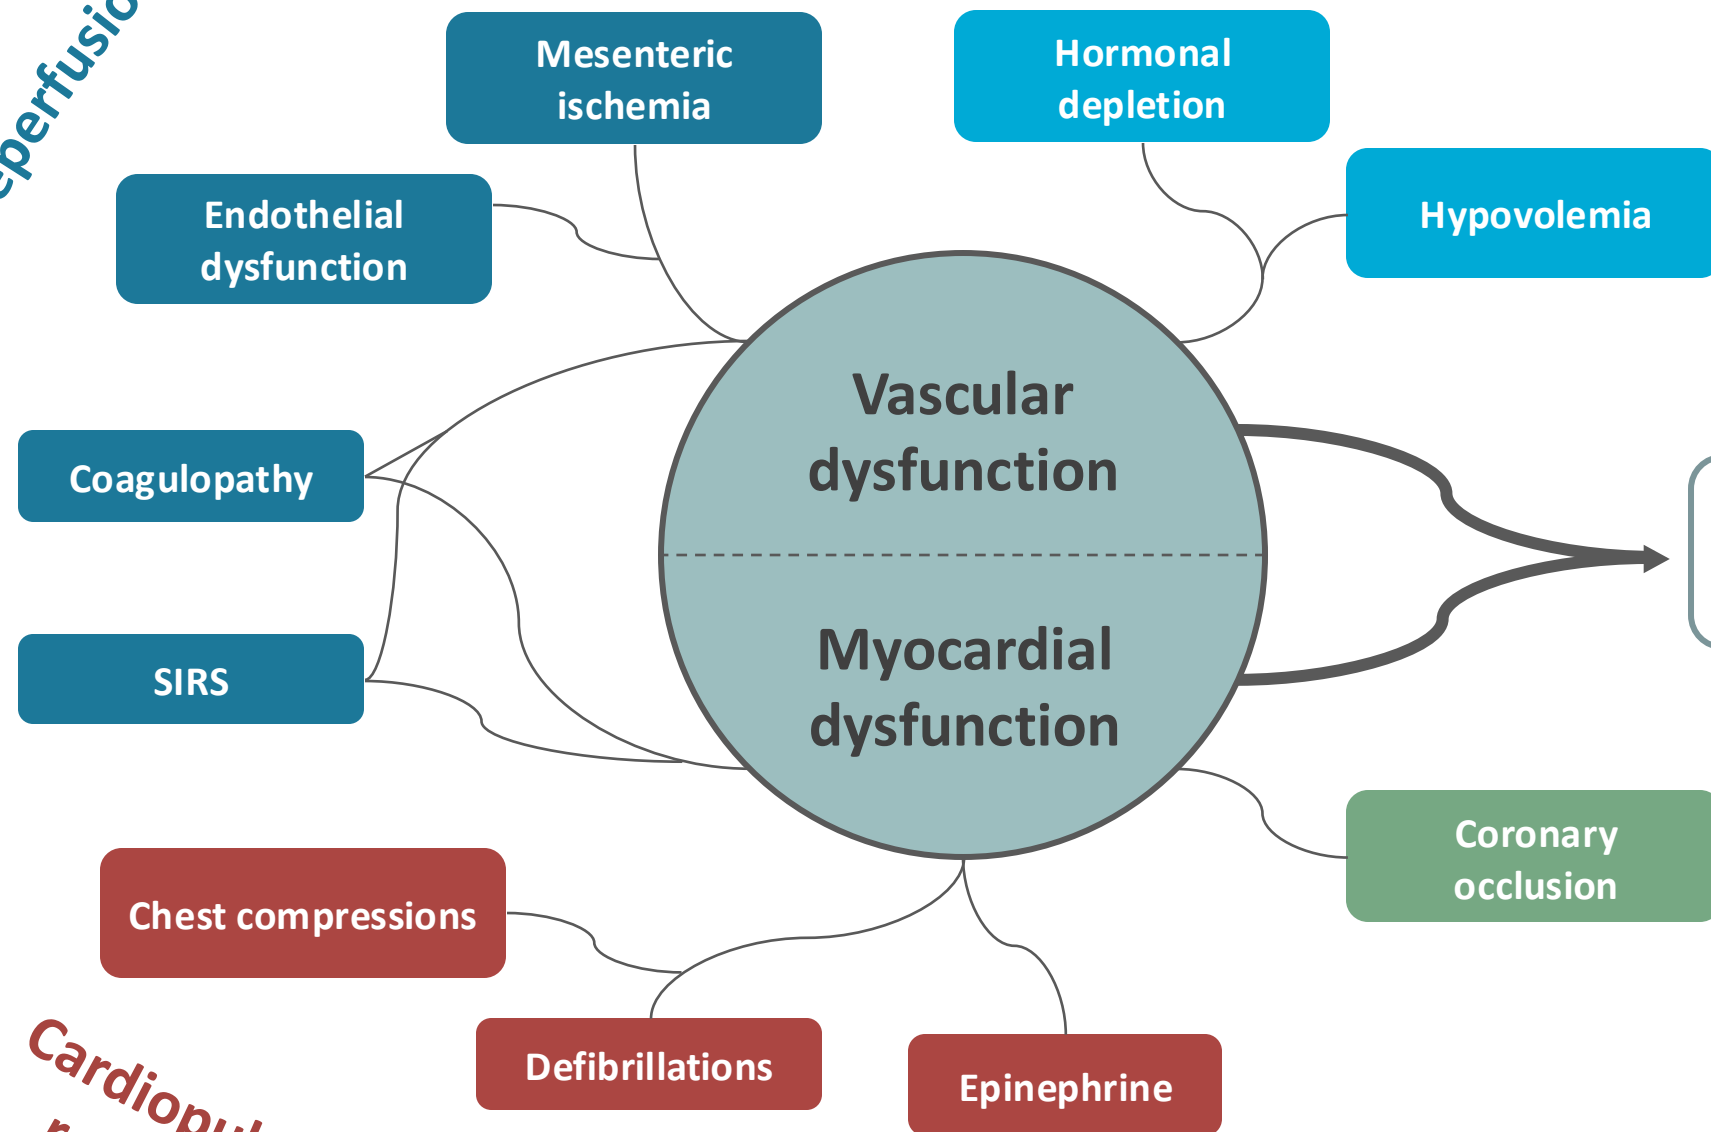 Mesenteric
ischemia
Hormonal
depletion
Endothelial
dysfunction
Hypovolemia
Vascular
dysfunction
Coagulopathy
Myocardial
dysfunction
SIRS
Coronary
occlusion
Chest compressions
Defibrillations
Epinephrine